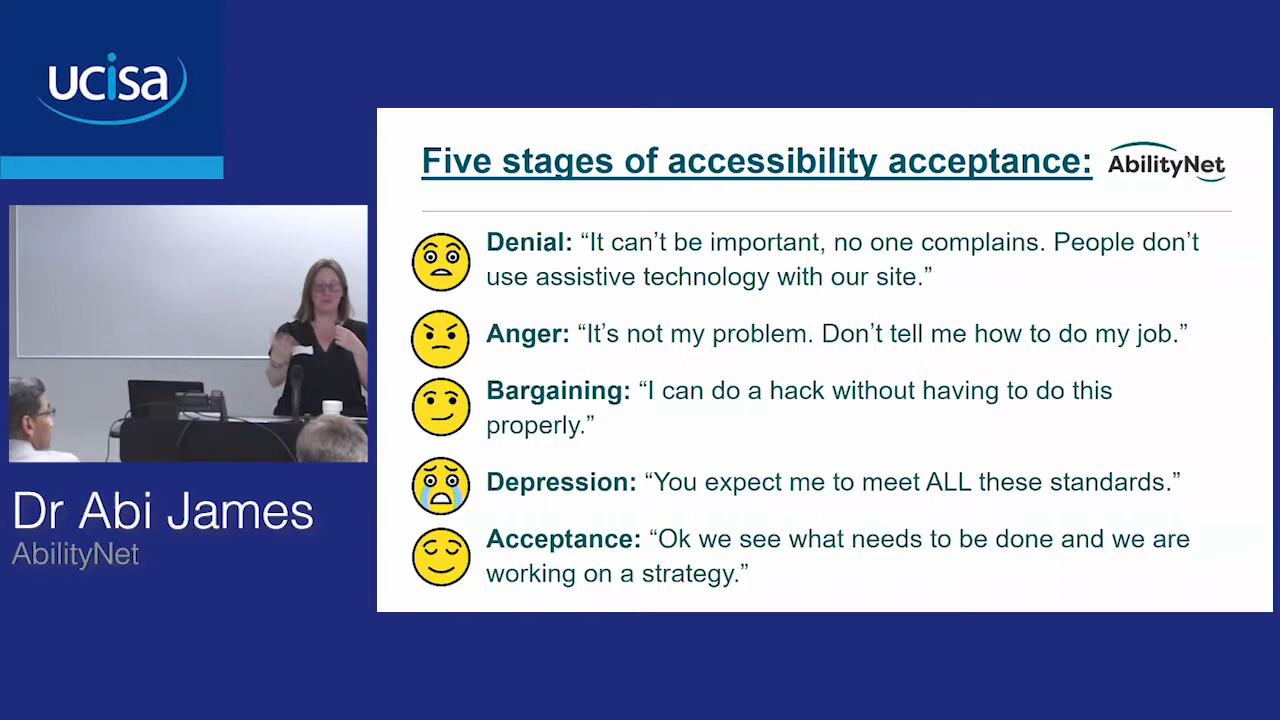 ucisa
Five stages of accessibility acceptance:
AbilityNet
Denial: “It can’t be important, no one complains. People don’t
use assistive technology with our site.”
Anger: “It’s not my problem. Don’t tell me how to do my job.”
Bargaining: “I can do a hack without having to do this
properly.”
Depression: “You expect me to meet ALL these standards.”
Acceptance: “Ok we see what needs to be done and we are
working on a strategy.”
Dr Abi James
AbilityNet